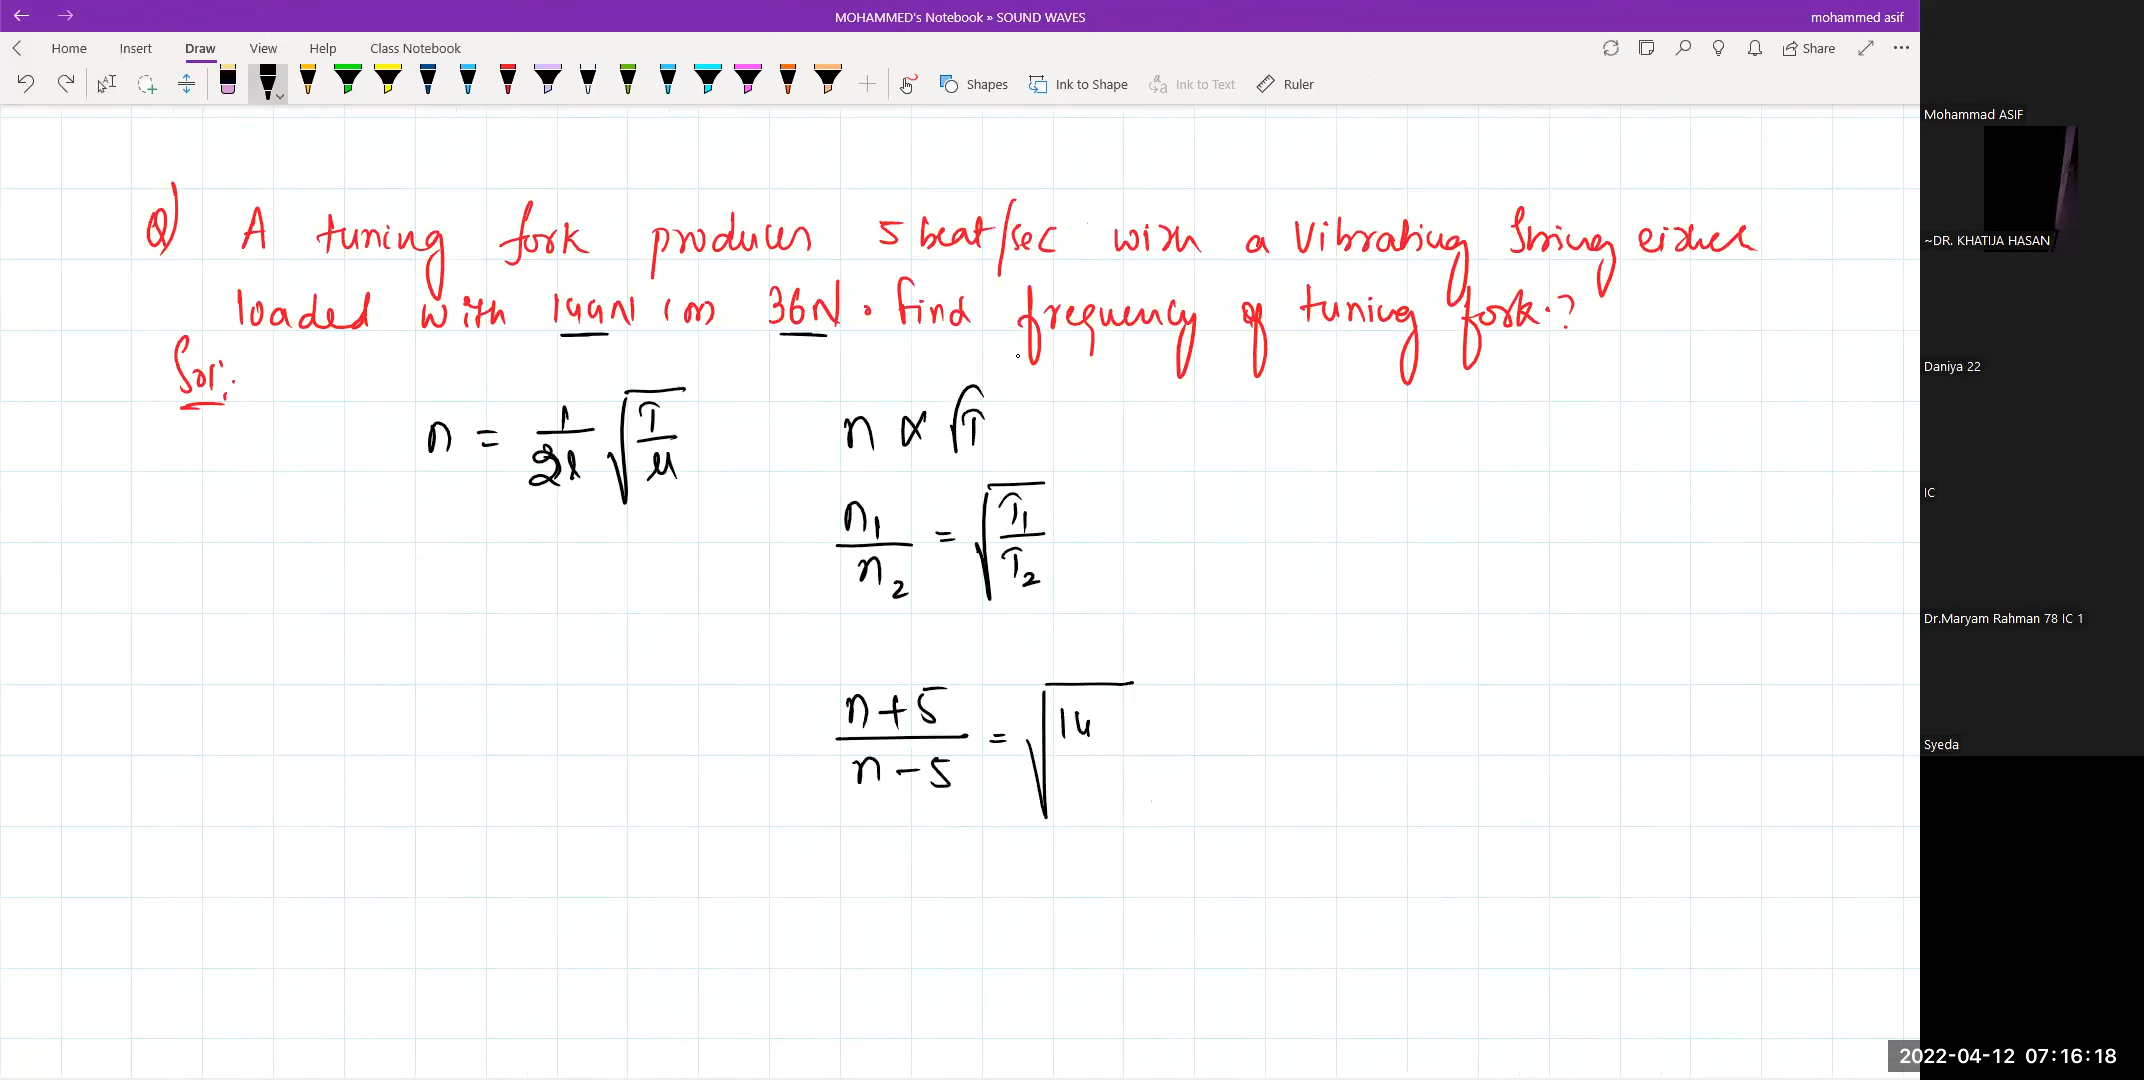 MOHAMMED's Notebook » SOUND WAVES
mohammed asif
Home Insert Draw View Help Class Notebook
Share
Shapes Ink to Shape Ink to Text Ruler
Q) A tuning fork produces 5 beat/sec with a vibrating string either
loaded with 144N (or) 36N. Find frequency of tuning fork.?
Sol:
n = 1/2l √T/μ
n ∝ √T
n1/n2 = √T1/T2
n+5/n-5 = √14
Mohammad ASIF
~DR. KHATIJA HASAN
Daniya 22
IC
Dr.Maryam Rahman 78 IC 1
Syeda
2022-04-12 07:16:18